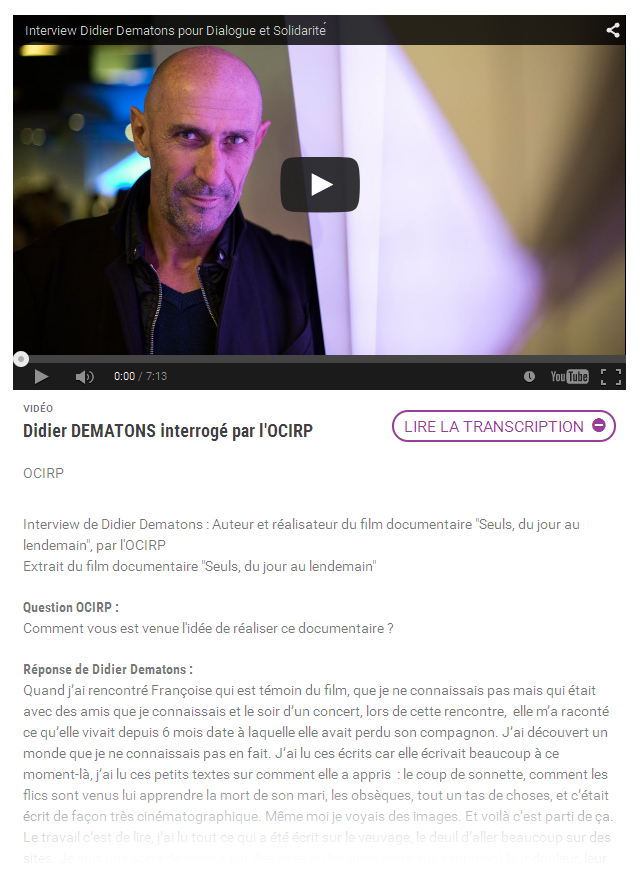 Interview Didier Dematons pour Dialogue et Solidarité
0:00 / 7:13
YouTube
VIDÉO
Didier DEMATONS interrogé par l'OCIRP
LIRE LA TRANSCRIPTION
OCIRP
Interview de Didier Dematons : Auteur et réalisateur du film documentaire "Seuls, du jour au
lendemain", par l'OCIRP
Extrait du film documentaire "Seuls, du jour au lendemain"
Question OCIRP :
Comment vous est venue l'idée de réaliser ce documentaire ?
Réponse de Didier Dematons :
Quand j’ai rencontré Françoise qui est témoin du film, que je ne connaissais pas mais qui était
avec des amis que je connaissais et le soir d’un concert, lors de cette rencontre,  elle m’a raconté
ce qu’elle vivait depuis 6 mois date à laquelle elle avait perdu son compagnon. J’ai découvert un
monde que je ne connaissais pas en fait. J’ai lu ces écrits car elle écrivait beaucoup à ce
moment-là, j’ai lu ces petits textes sur comment elle a appris  : le coup de sonnette, comment les
flics sont venus lui apprendre la mort de son mari, les obsèques, tout un tas de choses, et c’était
écrit de façon très cinématographique. Même moi je voyais des images. Et voilà c’est parti de ça.
Le travail c’est de lire, j’ai lu tout ce qui a été écrit sur le veuvage, le deuil d’aller beaucoup sur des
sites.